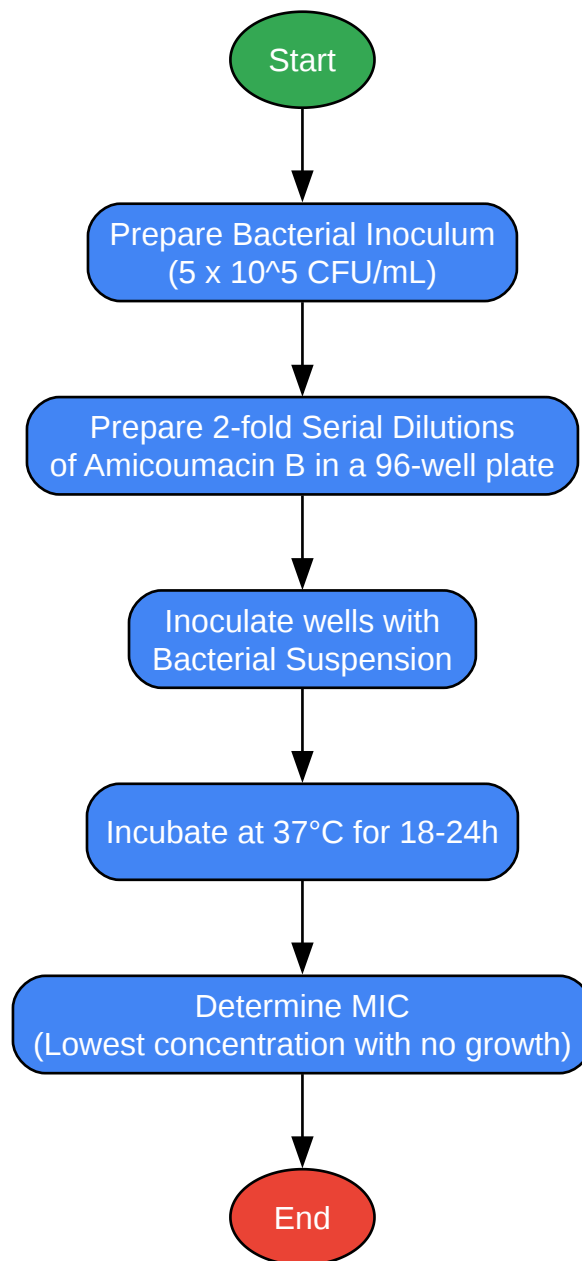 Start
Prepare Bacterial Inoculum
(5 x 10^5 CFU/mL)
Prepare 2-fold Serial Dilutions
of Amicoumacin B in a 96-well plate
Inoculate wells with
Bacterial Suspension
Incubate at 37°C for 18-24h
Determine MIC
(Lowest concentration with no growth)
End